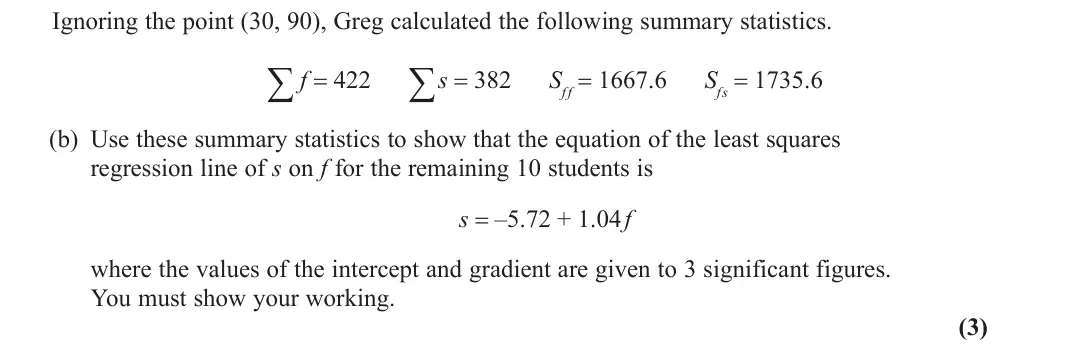 Ignoring the point (30, 90), Greg calculated the following summary statistics.
∑f = 422 ∑s = 382 S_ff = 1667.6 S_fs = 1735.6
(b) Use these summary statistics to show that the equation of the least squares
regression line of s on f for the remaining 10 students is
s = –5.72 + 1.04f
where the values of the intercept and gradient are given to 3 significant figures.
You must show your working.
(3)